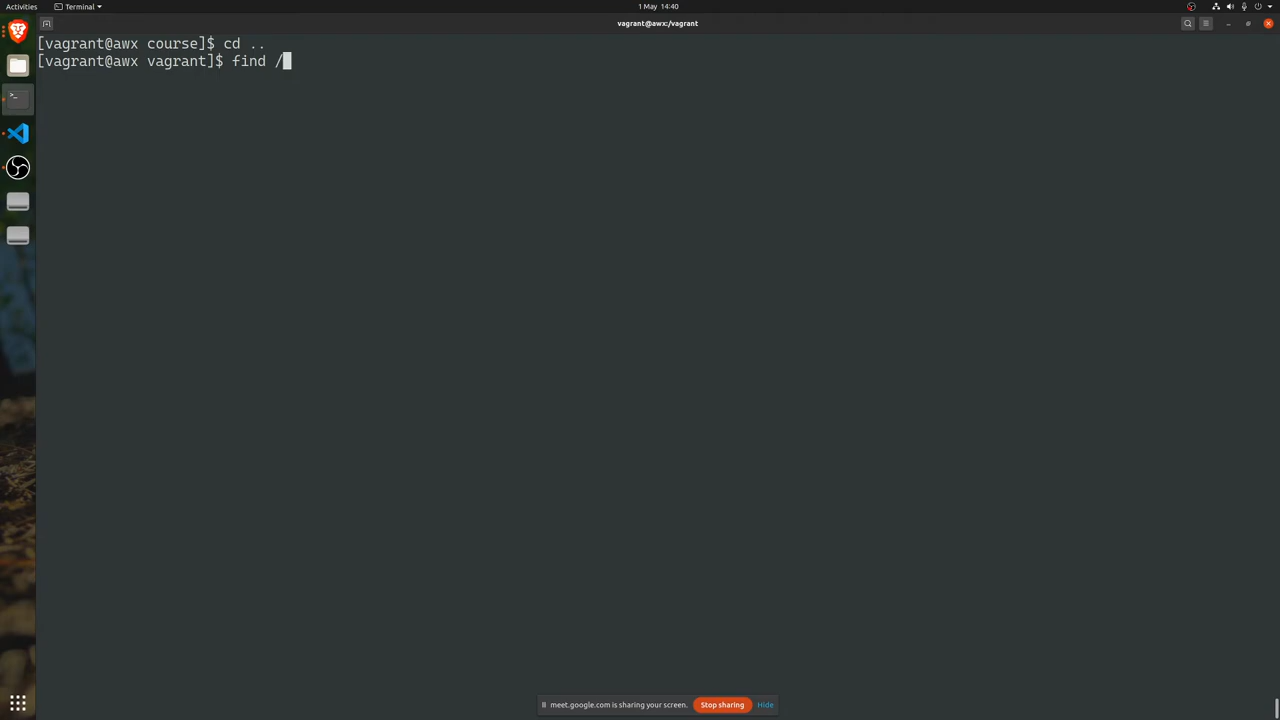 Activities
Terminal
1 May 14:40
vagrant@awx:/vagrant
[vagrant@awx course]$ cd ..
[vagrant@awx vagrant]$ find /
meet.google.com is sharing your screen.
Stop sharing
Hide